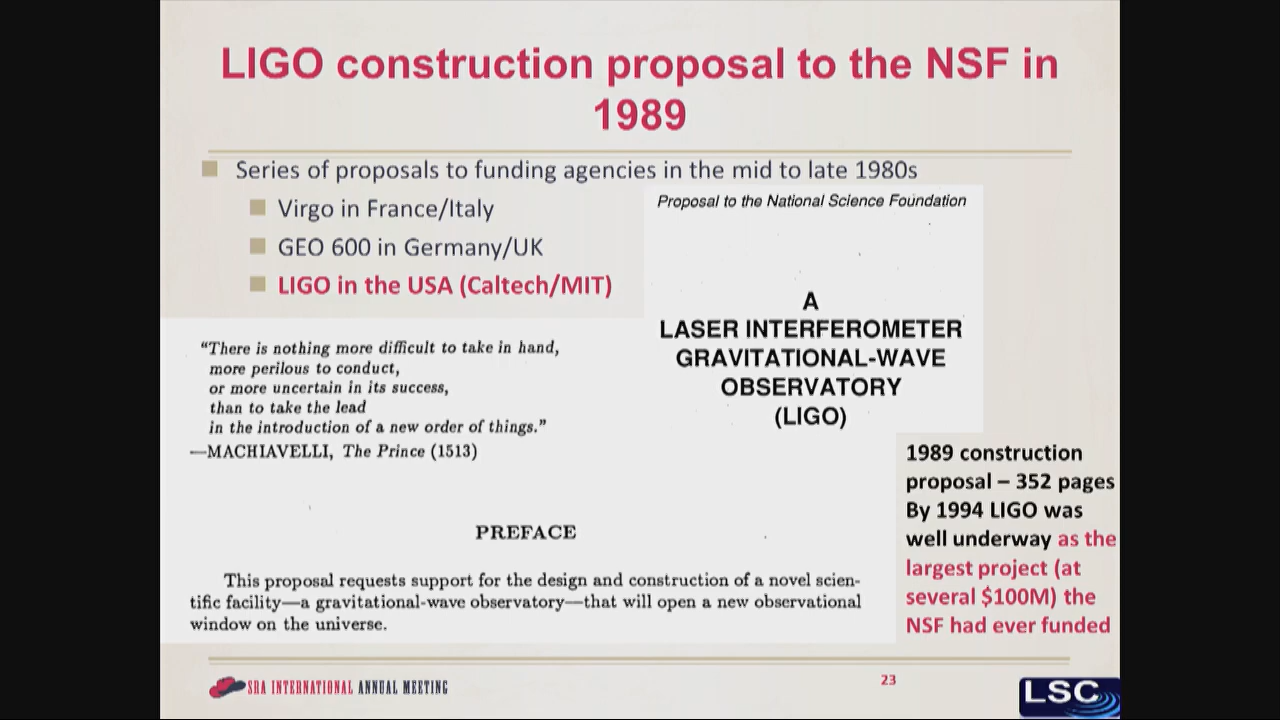 LIGO construction proposal to the NSF in
1989
Series of proposals to funding agencies in the mid to late 1980s
Virgo in France/Italy
GEO 600 in Germany/UK
LIGO in the USA (Caltech/MIT)
Proposal to the National Science Foundation
A
LASER INTERFEROMETER
GRAVITATIONAL-WAVE
OBSERVATORY
(LIGO)
“There is nothing more difficult to take in hand,
more perilous to conduct,
or more uncertain in its success,
than to take the lead
in the introduction of a new order of things.”
—MACHIAVELLI, The Prince (1513)
PREFACE
This proposal requests support for the design and construction of a novel scien-
tific facility—a gravitational-wave observatory—that will open a new observational
window on the universe.
1989 construction
proposal – 352 pages
By 1994 LIGO was
well underway as the
largest project (at
several $100M) the
NSF had ever funded
SRA INTERNATIONAL ANNUAL MEETING
23
LSC